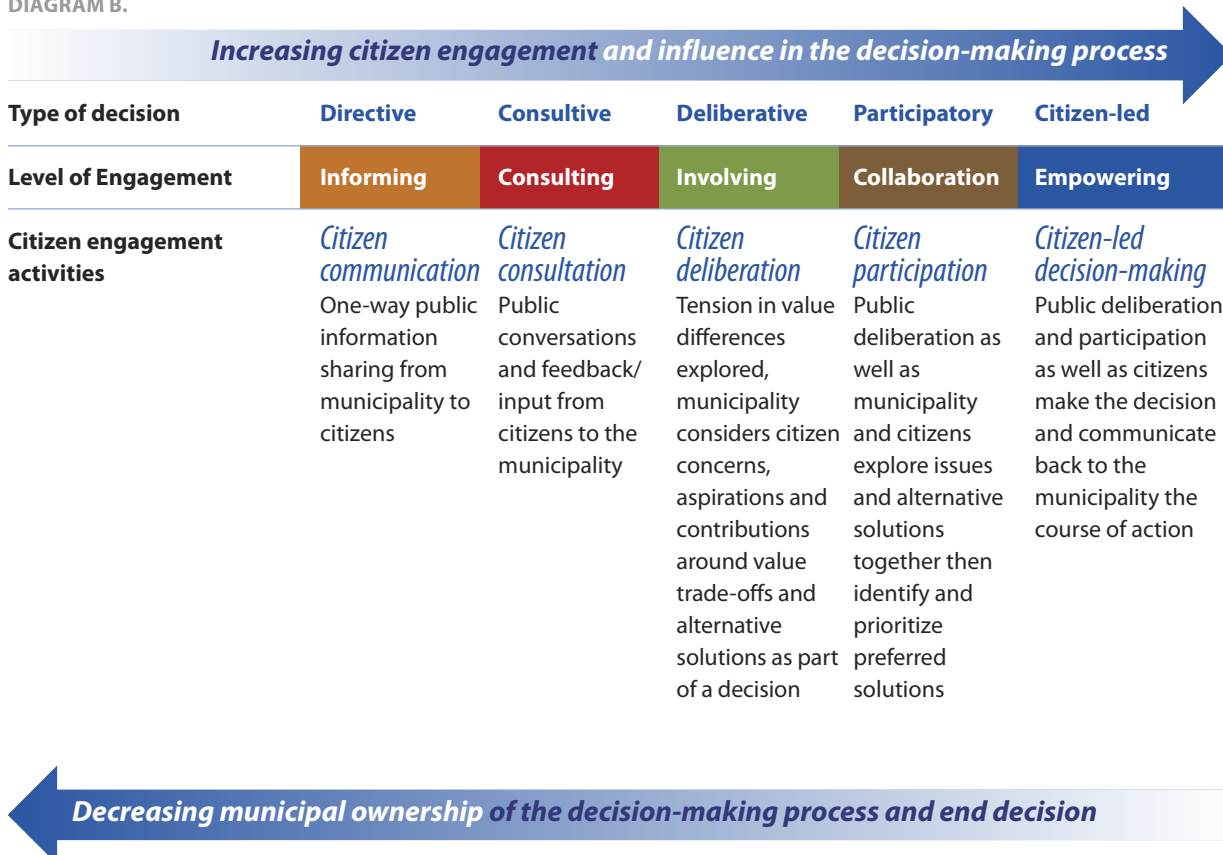 DIAGRAM B.
Increasing citizen engagement and influence in the decision-making process
Type of decision
Directive
Consultive
Deliberative
Participatory
Citizen-led
Level of Engagement
Informing
Consulting
Involving
Collaboration
Empowering
Citizen engagement
activities
Citizen
communication
One-way public
information
sharing from
municipality to
citizens
Citizen
consultation
Public
conversations
and feedback/
input from
citizens to the
municipality
Citizen
deliberation
Tension in value
differences
explored,
municipality
considers citizen
concerns,
aspirations and
contributions
around value
trade-offs and
alternative
solutions as part
of a decision
Citizen
participation
Public
deliberation as
well as
municipality
and citizens
explore issues
and alternative
solutions
together then
identify and
prioritize
preferred
solutions
Citizen-led
decision-making
Public deliberation
and participation
as well as citizens
make the decision
and communicate
back to the
municipality the
course of action
Decreasing municipal ownership of the decision-making process and end decision